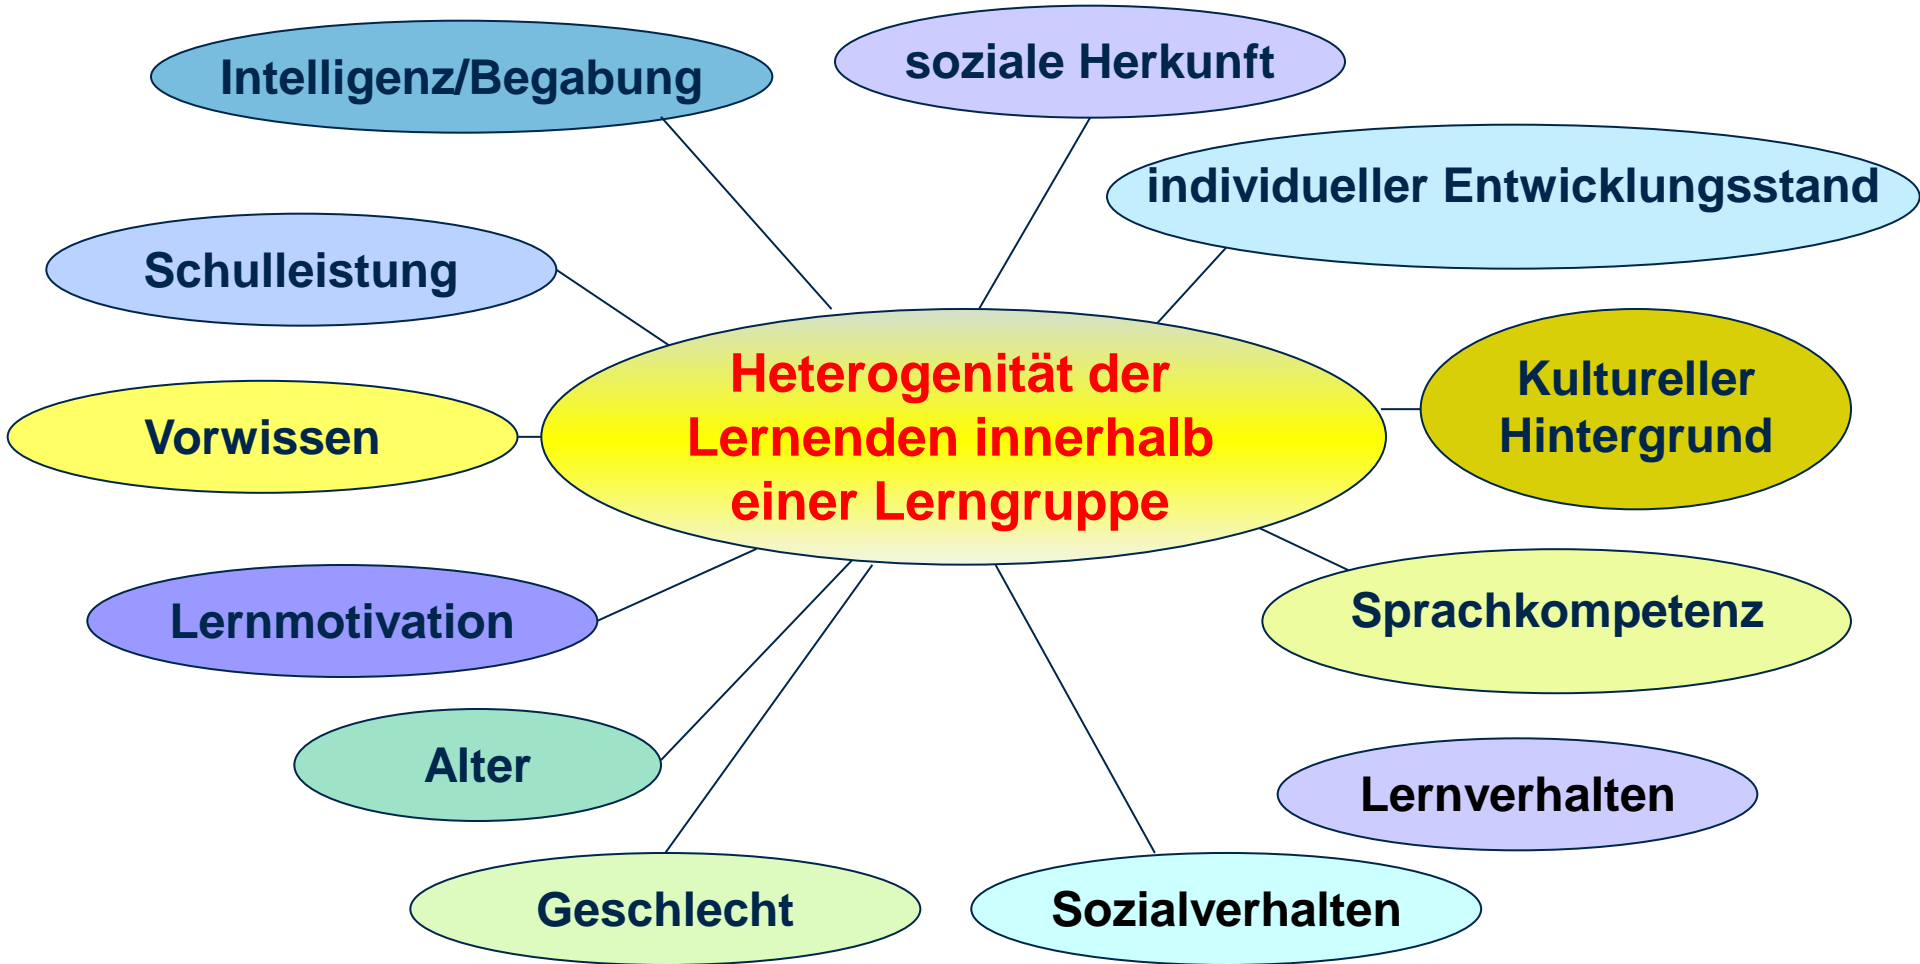 Intelligenz/Begabung
soziale Herkunft
individueller Entwicklungsstand
Schulleistung
Heterogenität der
Lernenden innerhalb
einer Lerngruppe
Kultureller
Hintergrund
Vorwissen
Lernmotivation
Sprachkompetenz
Alter
Lernverhalten
Geschlecht
Sozialverhalten